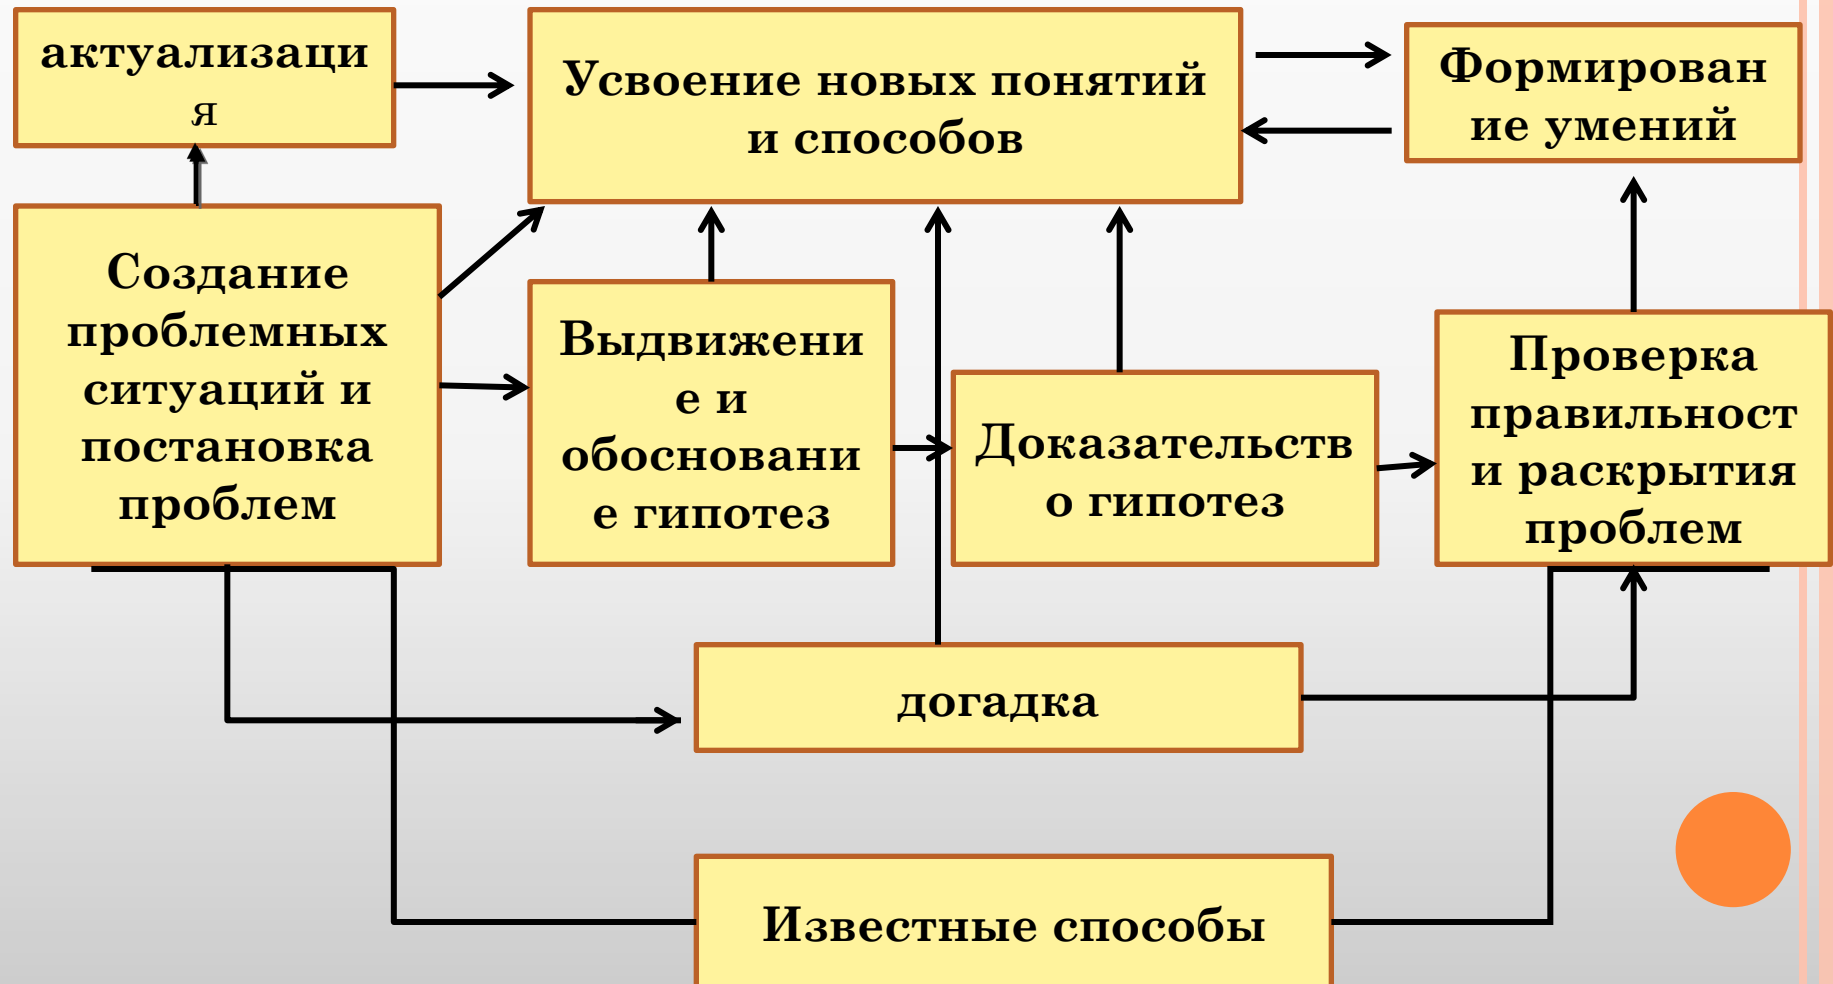 актуализаци
я
Усвоение новых понятий
и способов
Формирован
ие умений
Создание
проблемных
ситуаций и
постановка
проблем
Выдвижени
е и
обосновани
е гипотез
Доказательств
о гипотез
Проверка
правильност
и раскрытия
проблем
догадка
Известные способы